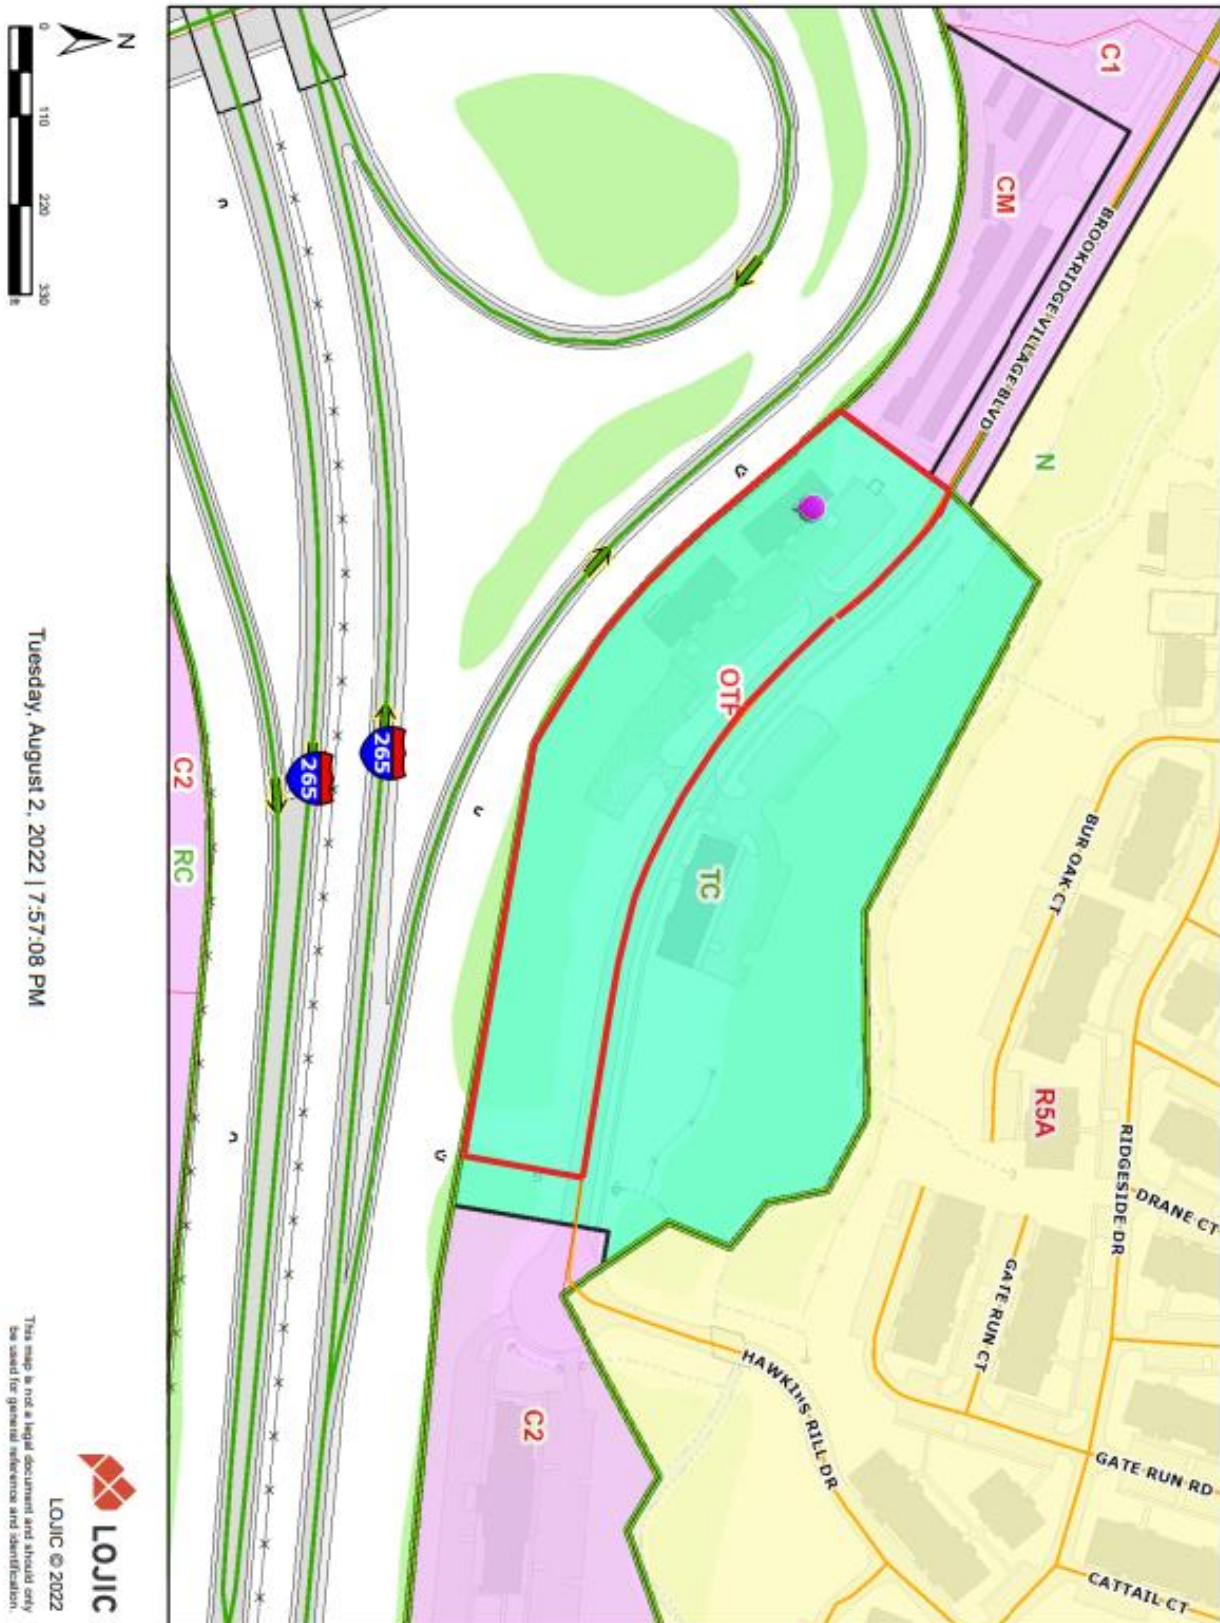 C1
CM
BROOKRIDGE VILLAGE BLVD
N
OTF
TC
BUR OAK CT
R5A
RIDGESIDE DR
DRANE CT
GATE RUN CT
GATE RUN RD
HAWKINS RILL DR
CATTAIL CT
C2
265
265
C2
RC
N
0 110 220 330
ft
Tuesday, August 2, 2022 | 7:57:08 PM
LOJIC
LOJIC © 2022
This map is not a legal document and should only
be used for general reference and identification.